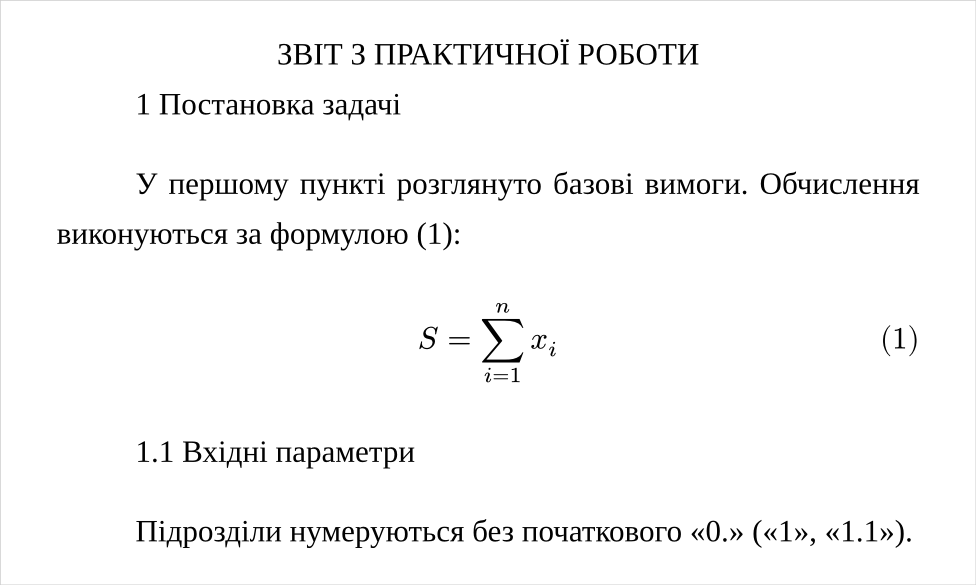 ЗВІТ З ПРАКТИЧНОЇ РОБОТИ
1 Постановка задачі
У першому пункті розглянуто базові вимоги. Обчислення
виконуються за формулою (1):
S = ∑_{i=1}^{n} x_i (1)
1.1 Вхідні параметри
Підрозділи нумеруються без початкового «0.» («1», «1.1»).